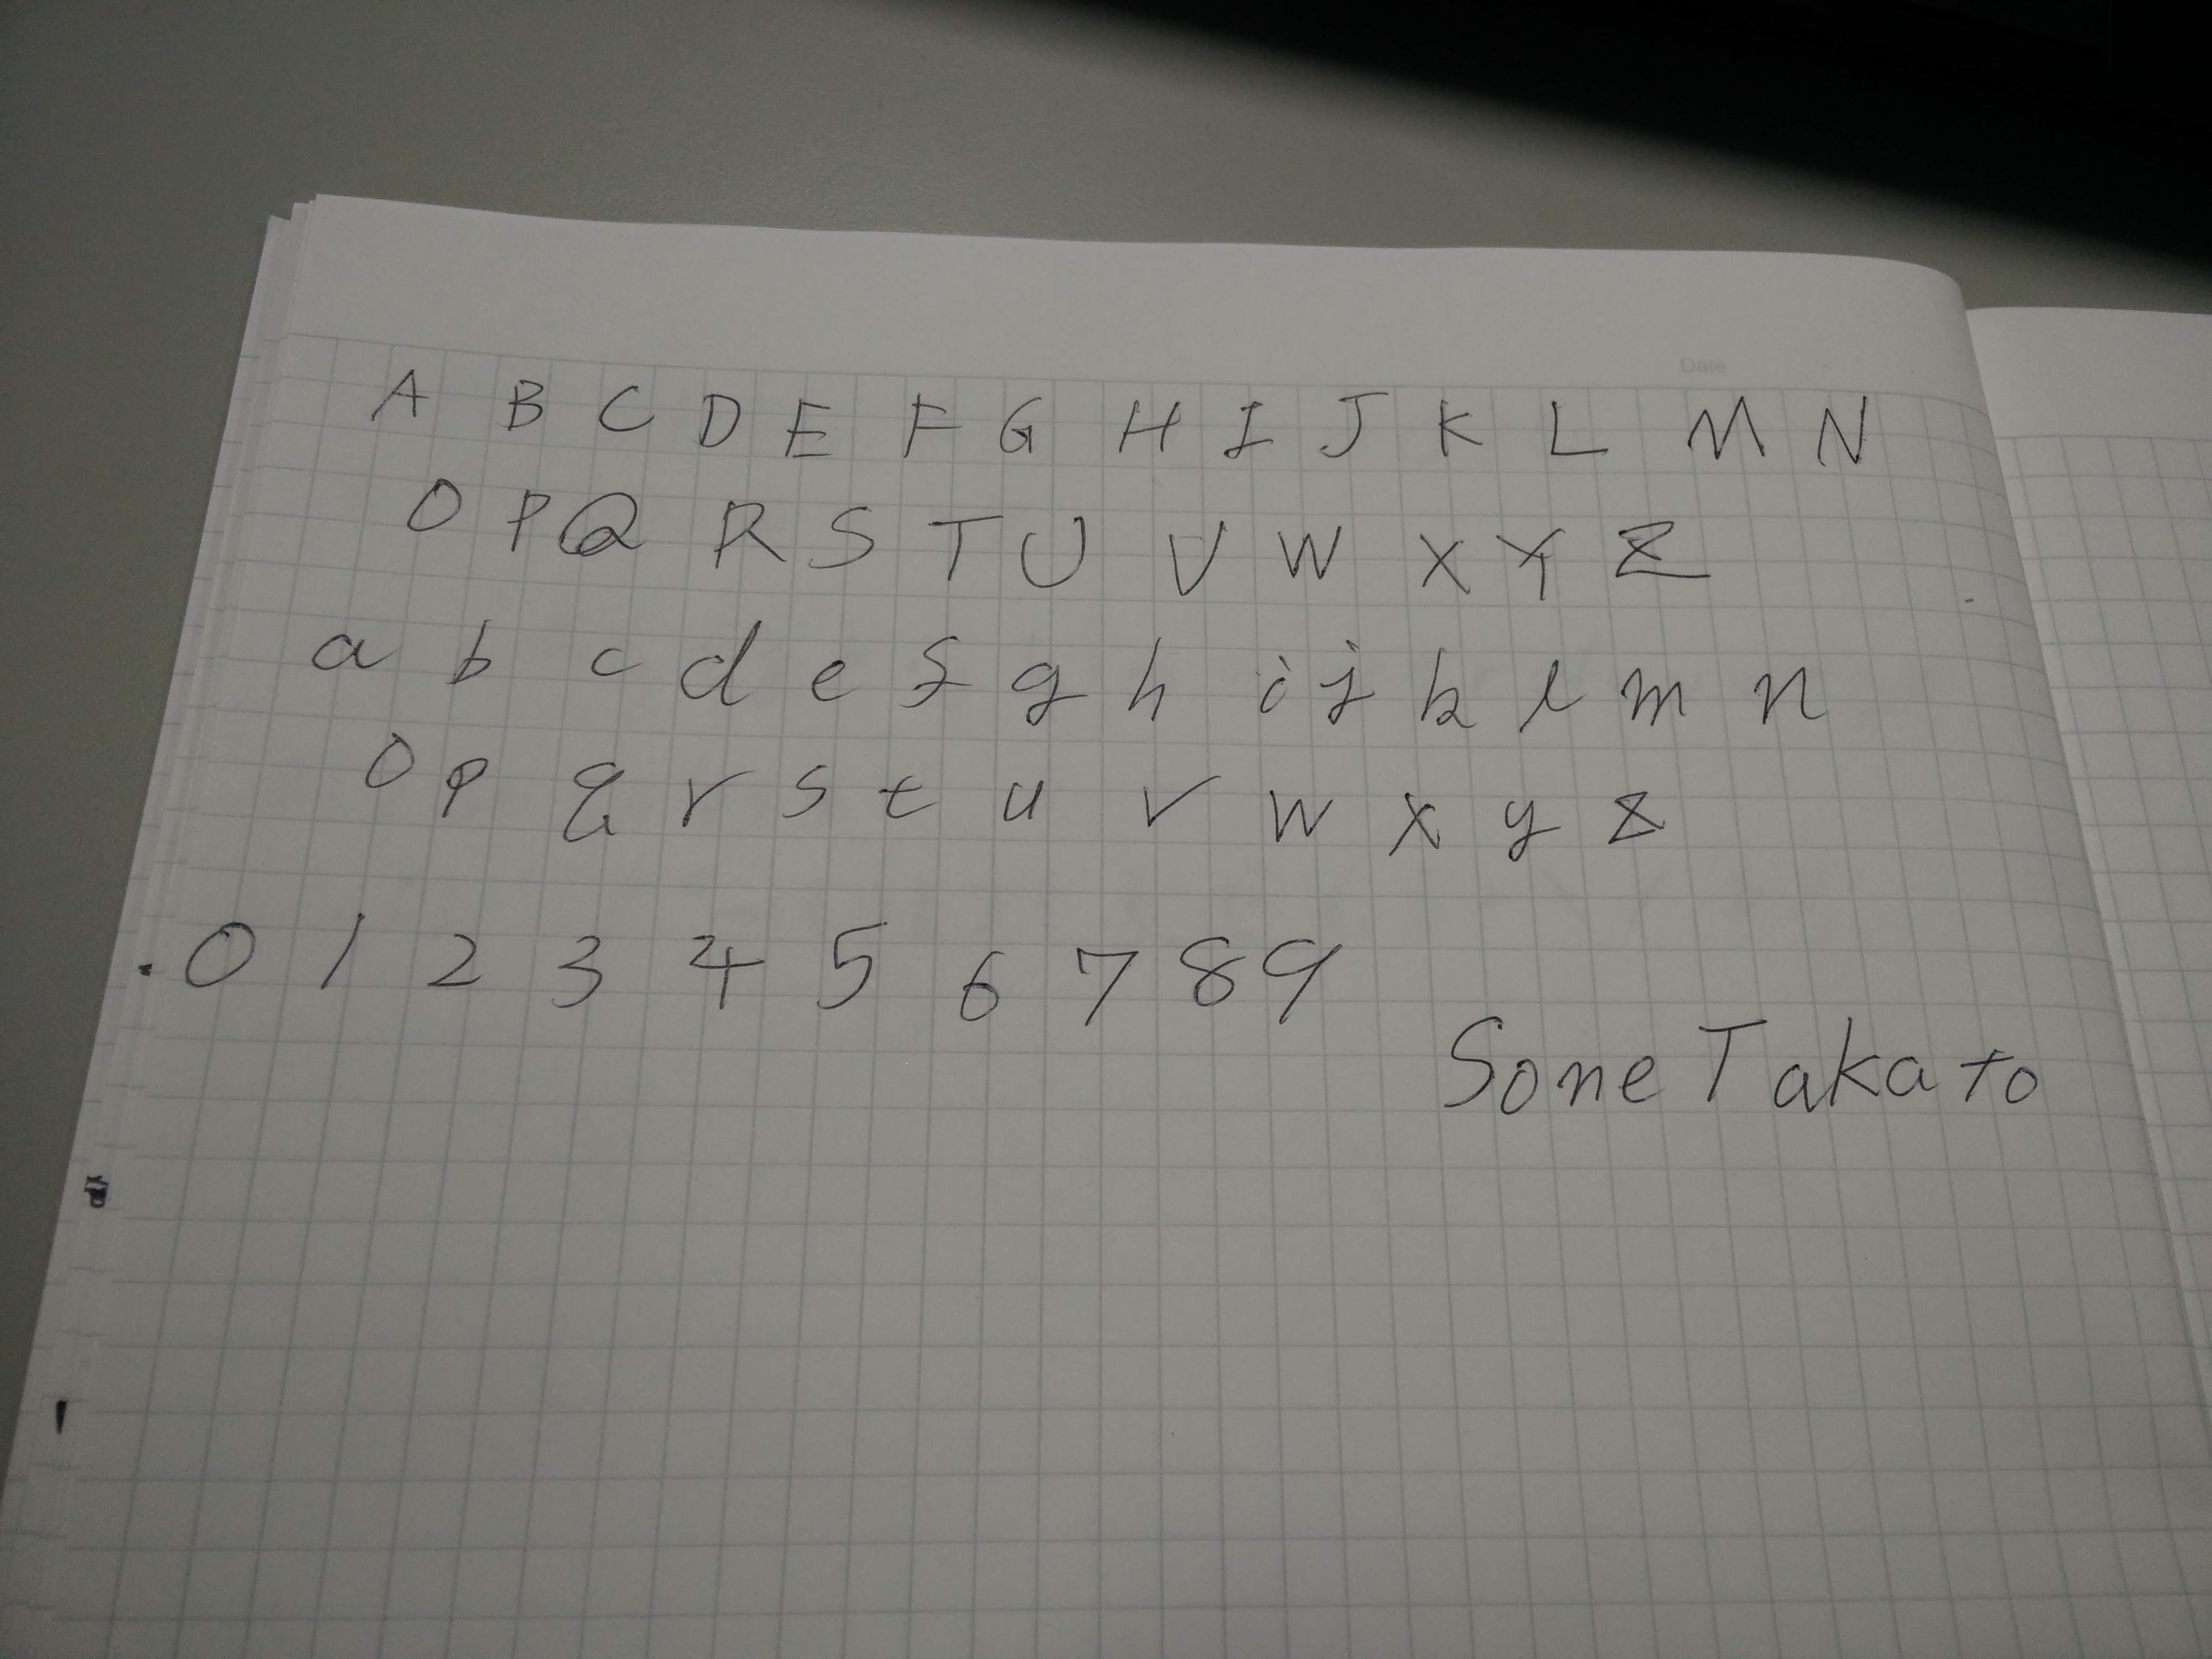 Date
A B C D E F G H I J K L M N
O P Q R S T U V W X Y Z
a b c d e f g h i j k l m n
o p q r s t u v w x y z
0 1 2 3 4 5 6 7 8 9
Sone Takato